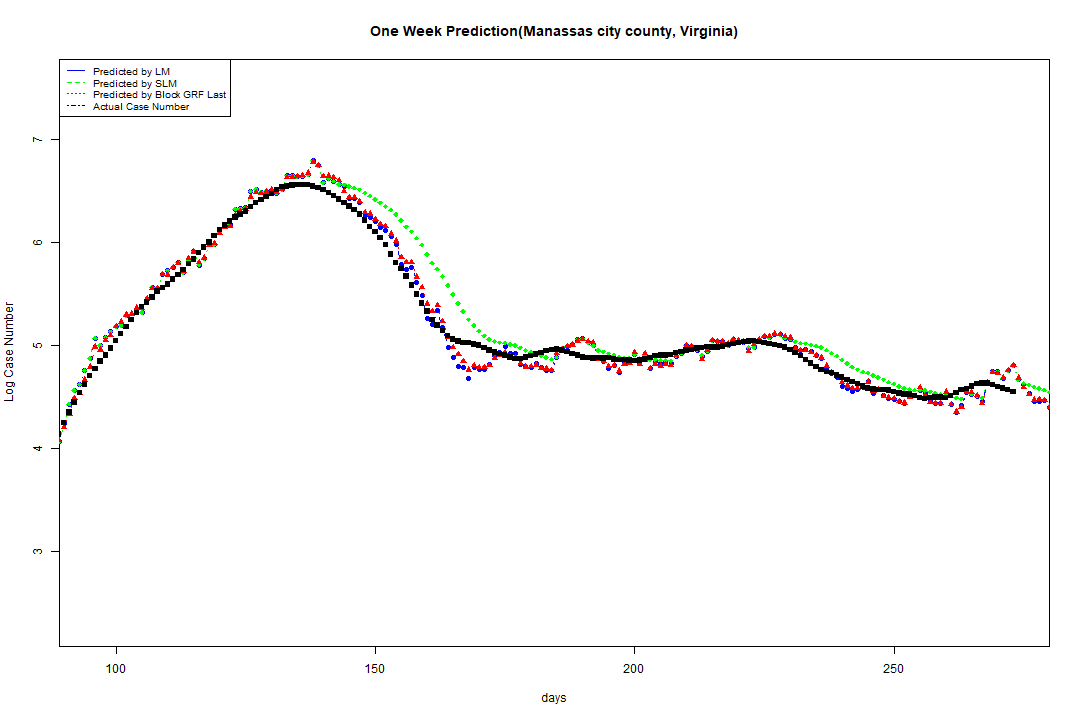 One Week Prediction(Manassas city county, Virginia)
Predicted by LM
Predicted by SLM
Predicted by Block GRF Last
Actual Case Number
Log Case Number
7
6
5
4
3
100 150 200 250
days